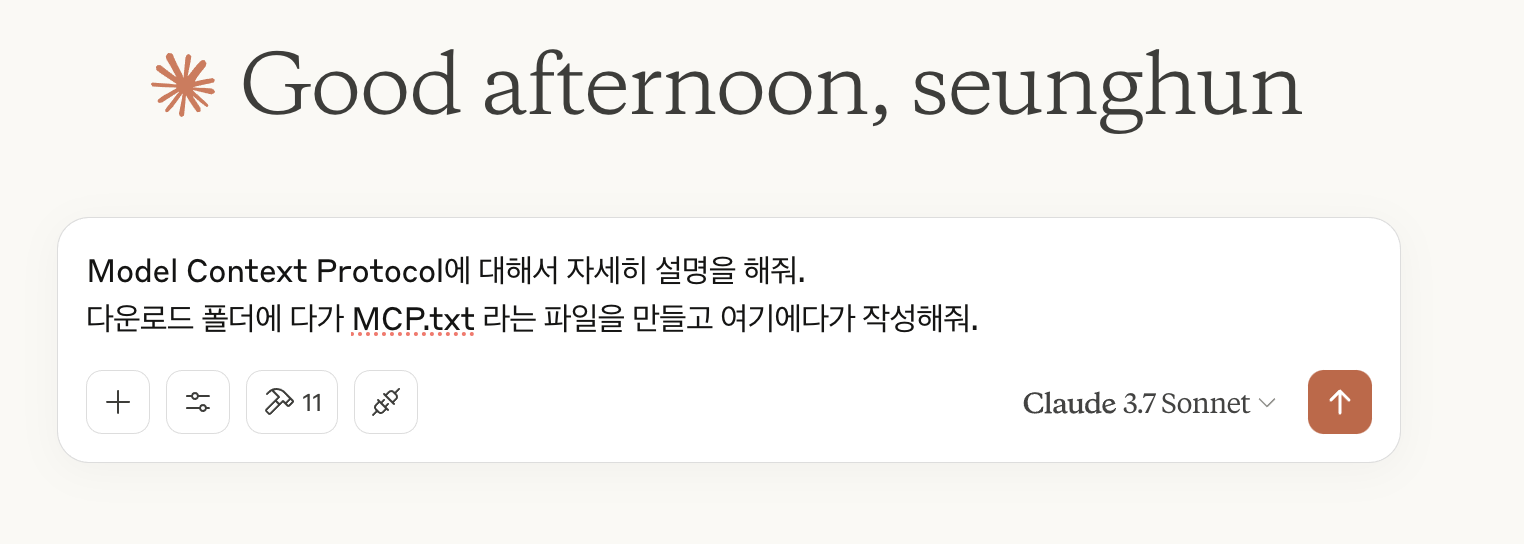 Good afternoon, seunghun
Model Context Protocol에 대해서 자세히 설명을 해줘.
다운로드 폴더에 다가 MCP.txt 라는 파일을 만들고 여기에다가 작성해줘.
11
Claude 3.7 Sonnet